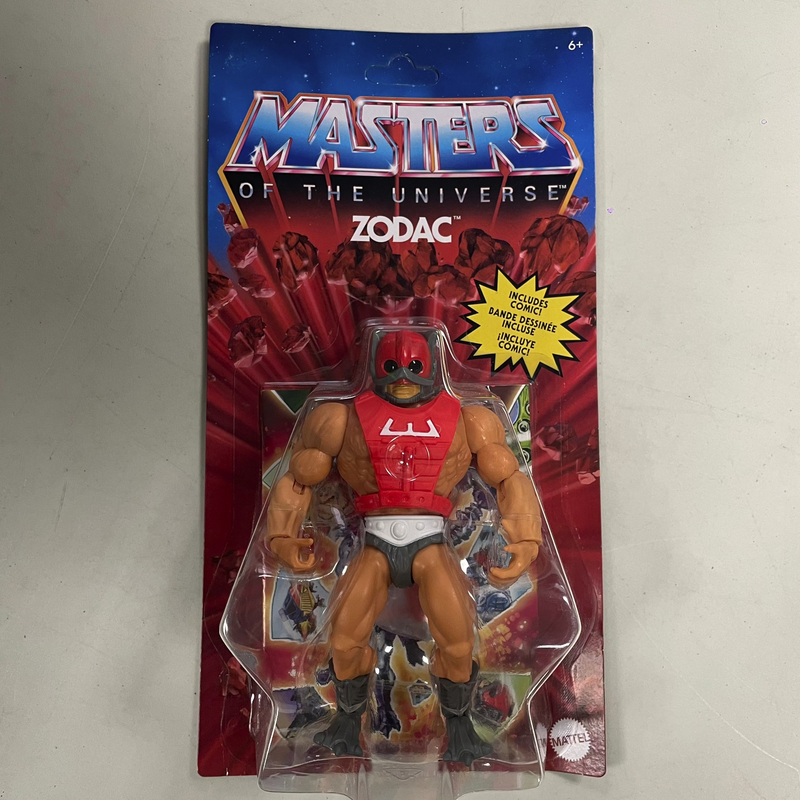 6+
MASTERS
OF THE UNIVERSE™
ZODAC™
INCLUDES
COMIC!
BANDE DESSINÉE
INCLUSE
¡INCLUYE
COMIC!
MATTEL